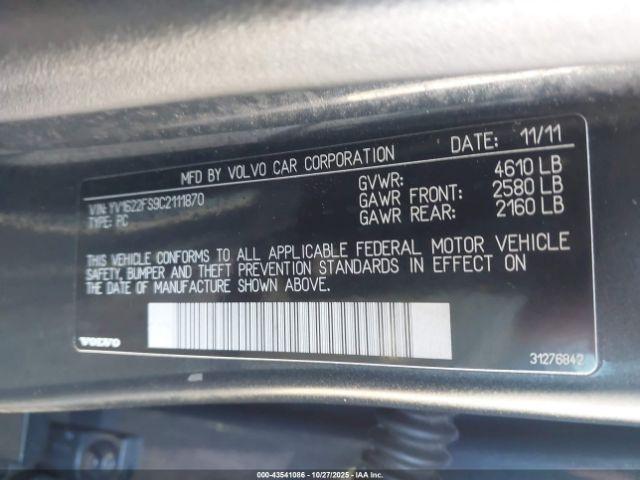 MFD BY VOLVO CAR CORPORATION
DATE: 11/11
VIN: YV1622FS9C2111870
TYPE: PC
GVWR: 4610 LB
GAWR FRONT: 2580 LB
GAWR REAR: 2160 LB
THIS VEHICLE CONFORMS TO ALL APPLICABLE FEDERAL MOTOR VEHICLE
SAFETY, BUMPER AND THEFT PREVENTION STANDARDS IN EFFECT ON
THE DATE OF MANUFACTURE SHOWN ABOVE.
VOLVO
31276842
000-43541086 - 10/27/2025 - IAA Inc.